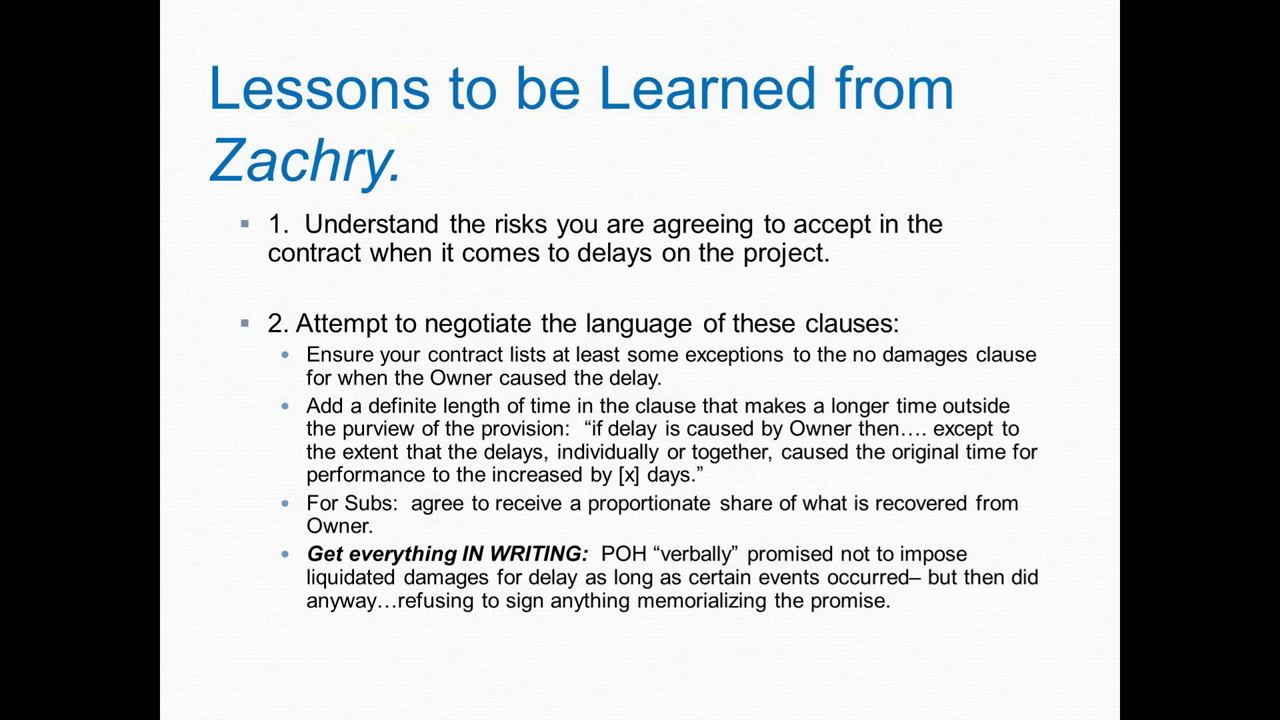 Lessons to be Learned from
Zachry.
▪ 1.  Understand the risks you are agreeing to accept in the
contract when it comes to delays on the project.
▪ 2. Attempt to negotiate the language of these clauses:
• Ensure your contract lists at least some exceptions to the no damages clause
for when the Owner caused the delay.
• Add a definite length of time in the clause that makes a longer time outside
the purview of the provision:  “if delay is caused by Owner then…. except to
the extent that the delays, individually or together, caused the original time for
performance to the increased by [x] days.”
• For Subs:  agree to receive a proportionate share of what is recovered from
Owner.
• Get everything IN WRITING:  POH “verbally” promised not to impose
liquidated damages for delay as long as certain events occurred– but then did
anyway…refusing to sign anything memorializing the promise.